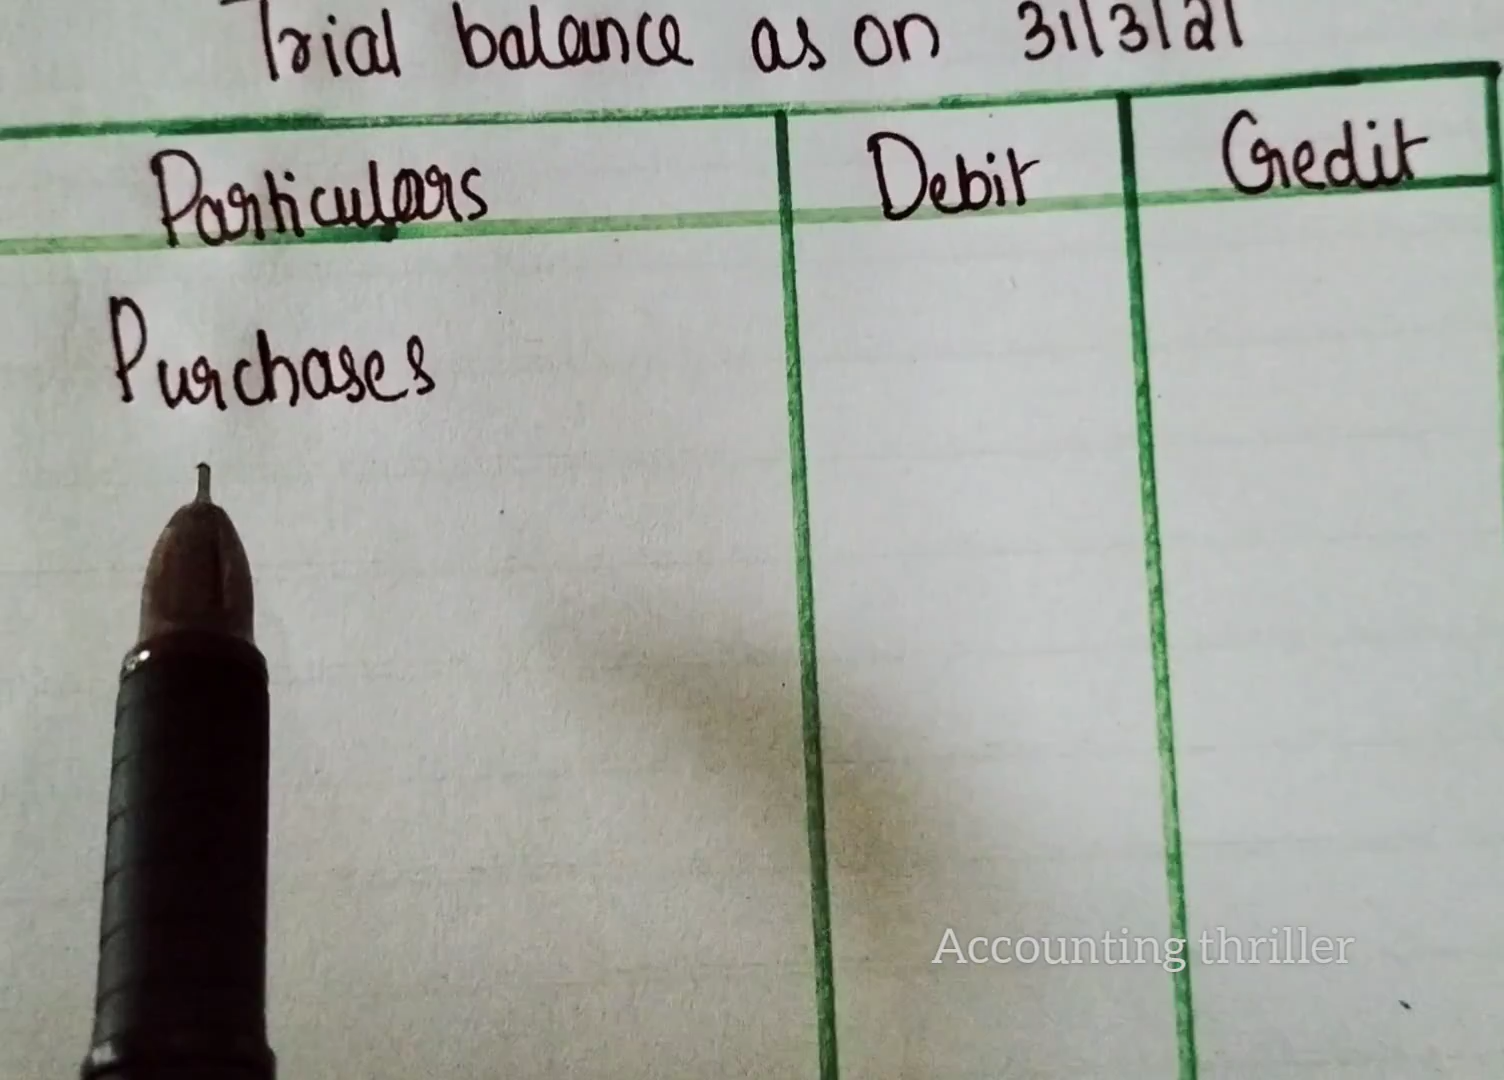 Trial balance as on 31/3/21
Particulars Debit Credit
Purchases
Accounting thriller